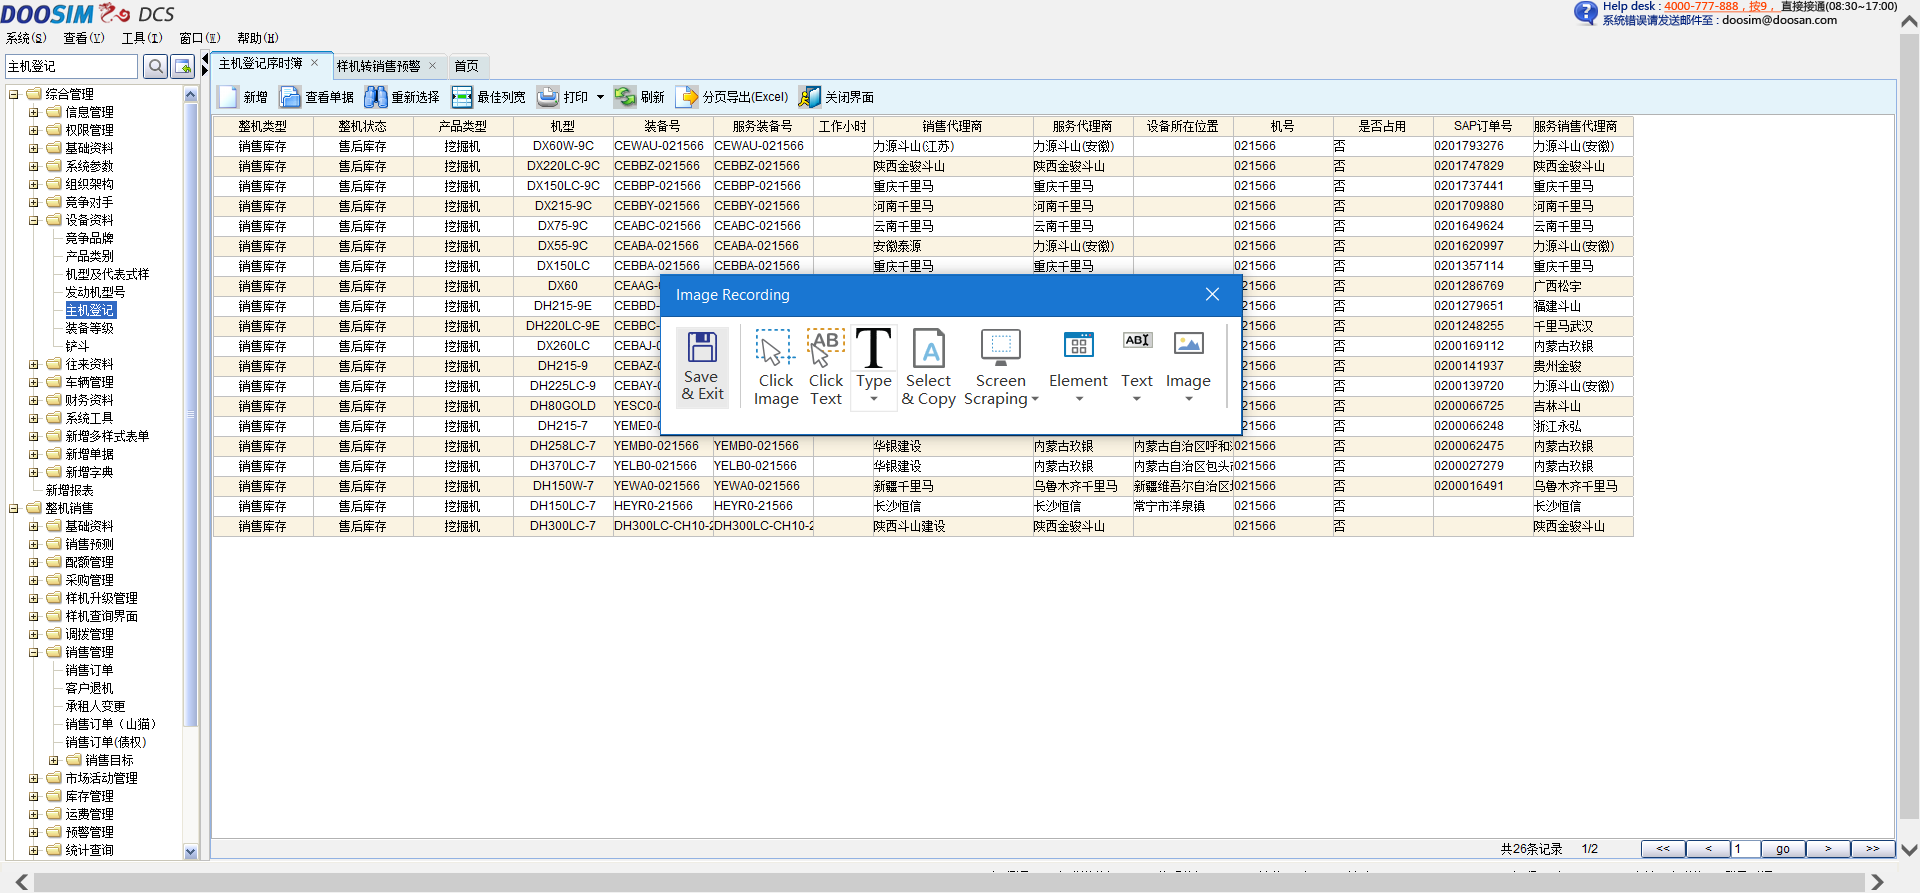 DOOSIM DCS
Help desk : 4000-777-888，按9， 直接接通(08:30~17:00)
系统错误请发送邮件至 : doosim@doosan.com
系统(S) 查看(V) 工具(T) 窗口(W) 帮助(H)
主机登记
主机登记序时簿 × 样机转销售预警 × 首页
新增 查看单据 重新选择 最佳列宽 打印 刷新 分页导出(Excel) 关闭界面
综合管理
信息管理
权限管理
基础资料
系统参数
组织架构
竞争对手
设备资料
竞争品牌
产品类别
机型及代表式样
发动机型号
主机登记
装备等级
铲斗
往来资料
车辆管理
财务资料
系统工具
新增多样式表单
新增单据
新增字典
新增报表
整机销售
基础资料
销售预测
配额管理
采购管理
样机升级管理
样机查询界面
调拨管理
销售管理
销售订单
客户退机
承租人变更
销售订单（山猫）
销售订单(债权)
销售目标
市场活动管理
库存管理
运费管理
预警管理
统计查询
整机类型 整机状态 产品类型 机型 装备号 服务装备号 工作小时 销售代理商 服务代理商 设备所在位置 机号 是否占用 SAP订单号 服务销售代理商
销售库存 售后库存 挖掘机 DX60W-9C CEWAU-021566 CEWAU-021566 力源斗山(江苏) 力源斗山(安徽) 021566 否 0201793276 力源斗山(安徽)
销售库存 售后库存 挖掘机 DX220LC-9C CEBBZ-021566 CEBBZ-021566 陕西金骏斗山 陕西金骏斗山 021566 否 0201747829 陕西金骏斗山
销售库存 售后库存 挖掘机 DX150LC-9C CEBBP-021566 CEBBP-021566 重庆千里马 重庆千里马 021566 否 0201737441 重庆千里马
销售库存 售后库存 挖掘机 DX215-9C CEBBY-021566 CEBBY-021566 河南千里马 河南千里马 021566 否 0201709880 河南千里马
销售库存 售后库存 挖掘机 DX75-9C CEABC-021566 CEABC-021566 云南千里马 云南千里马 021566 否 0201649624 云南千里马
销售库存 售后库存 挖掘机 DX55-9C CEABA-021566 CEABA-021566 安徽泰源 力源斗山(安徽) 021566 否 0201620997 力源斗山(安徽)
销售库存 售后库存 挖掘机 DX150LC CEBBA-021566 CEBBA-021566 重庆千里马 重庆千里马 021566 否 0201357114 重庆千里马
销售库存 售后库存 挖掘机 DX60 CEAAG- 021566 否 0201286769 广西松宇
销售库存 售后库存 挖掘机 DH215-9E CEBBD- 021566 否 0201279651 福建斗山
销售库存 售后库存 挖掘机 DH220LC-9E CEBBC- 021566 否 0201248255 千里马武汉
销售库存 售后库存 挖掘机 DX260LC CEBAJ- 021566 否 0200169112 内蒙古玖银
销售库存 售后库存 挖掘机 DH215-9 CEBAZ- 021566 否 0200141937 贵州金骏
销售库存 售后库存 挖掘机 DH225LC-9 CEBAY- 021566 否 0200139720 力源斗山(安徽)
销售库存 售后库存 挖掘机 DH80GOLD YESC0- 021566 否 0200066725 吉林斗山
销售库存 售后库存 挖掘机 DH215-7 YEME0- 021566 否 0200066248 浙江永弘
销售库存 售后库存 挖掘机 DH258LC-7 YEMB0-021566 YEMB0-021566 华银建设 内蒙古玖银 内蒙古自治区呼和 021566 否 0200062475 内蒙古玖银
销售库存 售后库存 挖掘机 DH370LC-7 YELB0-021566 YELB0-021566 华银建设 内蒙古玖银 内蒙古自治区包头 021566 否 0200027279 内蒙古玖银
销售库存 售后库存 挖掘机 DH150W-7 YEWA0-021566 YEWA0-021566 新疆千里马 乌鲁木齐千里马 新疆维吾尔自治区 021566 否 0200016491 乌鲁木齐千里马
销售库存 售后库存 挖掘机 DH150LC-7 HEYR0-21566 HEYR0-21566 长沙恒信 长沙恒信 常宁市洋泉镇 021566 否 长沙恒信
销售库存 售后库存 挖掘机 DH300LC-7 DH300LC-CH10-2 DH300LC-CH10-2 陕西斗山建设 陕西金骏斗山 021566 否 陕西金骏斗山
Image Recording
Save & Exit
Click Image
AB Click Text
T Type
A Select & Copy
Screen Scraping
Element
ABI Text
Image
共26条记录 1/2 << < 1 go > >>